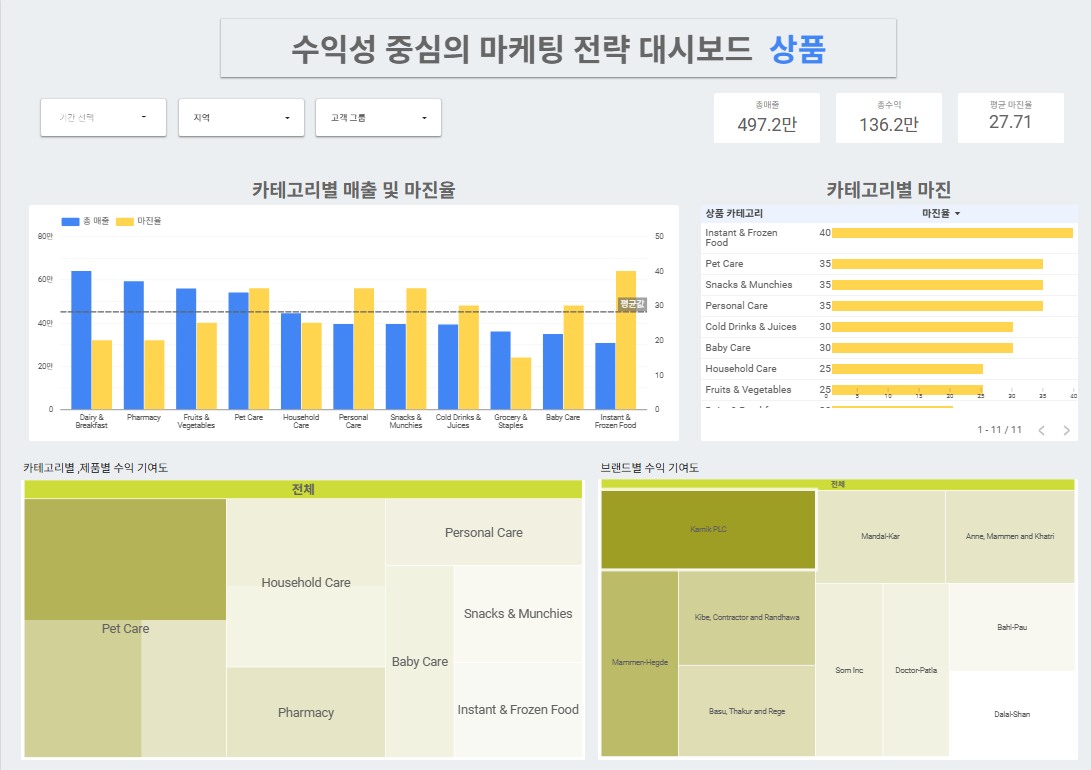 수익성 중심의 마케팅 전략 대시보드 상품
기간 선택
지역
고객 그룹
총매출
497.2만
총수익
136.2만
평균 마진율
27.71
카테고리별 매출 및 마진율
총 매출
마진율
80만
60만
40만
20만
0
50
40
30
20
10
0
평균값
Dairy &
Breakfast
Pharmacy
Fruits &
Vegetables
Pet Care
Household
Care
Personal
Care
Snacks &
Munchies
Cold Drinks &
Juices
Grocery &
Staples
Baby Care
Instant &
Frozen Food
카테고리별 마진
상품 카테고리
마진율
Instant & Frozen
Food
40
Pet Care 35
Snacks & Munchies 35
Personal Care 35
Cold Drinks & Juices 30
Baby Care 30
Household Care 25
Fruits & Vegetables 25
0 5 10 15 20 25 30 35 40
1 - 11 / 11
카테고리별 ,제품별 수익 기여도
전체
Pet Care
Household Care
Pharmacy
Personal Care
Baby Care
Snacks & Munchies
Instant & Frozen Food
브랜드별 수익 기여도
전체
Karnik PLC
Mandal-Kar
Anne, Mammen and Khatri
Mammen-Hegde
Kibe, Contractor and Randhawa
Basu, Thakur and Rege
Som Inc
Doctor-Patla
Bahl-Pau
Dalal-Shan